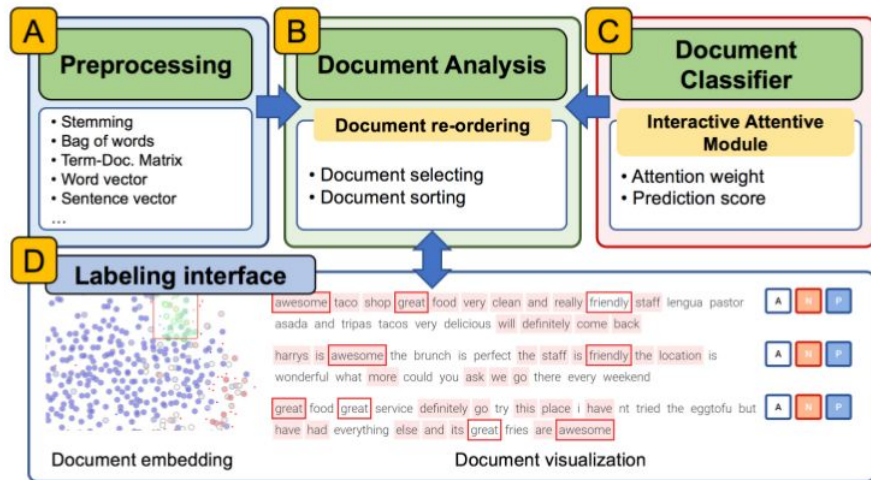 A
Preprocessing
• Stemming
• Bag of words
• Term-Doc. Matrix
• Word vector
• Sentence vector
...
B
Document Analysis
Document re-ordering
• Document selecting
• Document sorting
C
Document
Classifier
Interactive Attentive
Module
• Attention weight
• Prediction score
D
Labeling interface
awesome taco shop great food very clean and really friendly staff lengua pastor
asada and tripas tacos very delicious will definitely come back
A N P
harrys is awesome the brunch is perfect the staff is friendly the location is
wonderful what more could you ask we go there every weekend
A N P
great food great service definitely go try this place i have nt tried the eggtofu but
have had everything else and its great fries are awesome
A N P
Document embedding
Document visualization